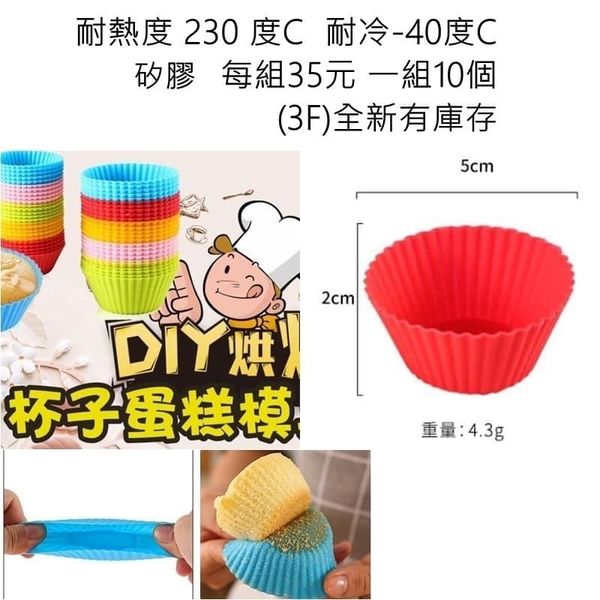 耐熱度 230 度C 耐冷-40度C
矽膠 每組35元 一組10個
(3F)全新有庫存
5cm
2cm
DIY烘
杯子蛋糕模
重量: 4.3g